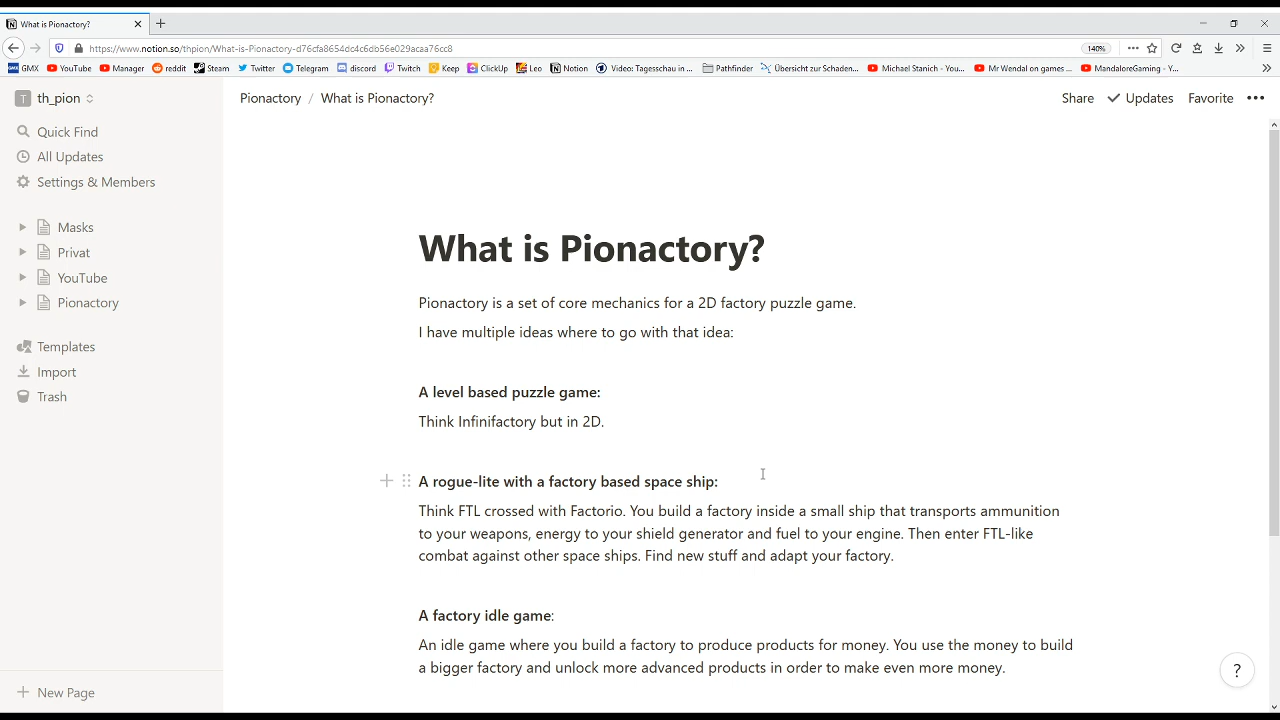 What is Pionactory?
https://www.notion.so/thpion/What-is-Pionactory-d76cfa8654dc4c6db56e029acaa76cc8
140%
GMX YouTube Manager reddit Steam Twitter Telegram discord Twitch Keep ClickUp L Notion Video: Tagesschau in ... Pathfinder Übersicht zur Schaden... Michael Stanich - You... Mr Wendal on games ... MandaloreGaming - Y...
T th_pion
Pionactory / What is Pionactory?
Share Updates Favorite
Quick Find
All Updates
Settings & Members
Masks
Privat
YouTube
Pionactory
Templates
Import
Trash
New Page
What is Pionactory?
Pionactory is a set of core mechanics for a 2D factory puzzle game.
I have multiple ideas where to go with that idea:
A level based puzzle game:
Think Infinifactory but in 2D.
A rogue-lite with a factory based space ship:
Think FTL crossed with Factorio. You build a factory inside a small ship that transports ammunition
to your weapons, energy to your shield generator and fuel to your engine. Then enter FTL-like
combat against other space ships. Find new stuff and adapt your factory.
A factory idle game:
An idle game where you build a factory to produce products for money. You use the money to build
a bigger factory and unlock more advanced products in order to make even more money.
?